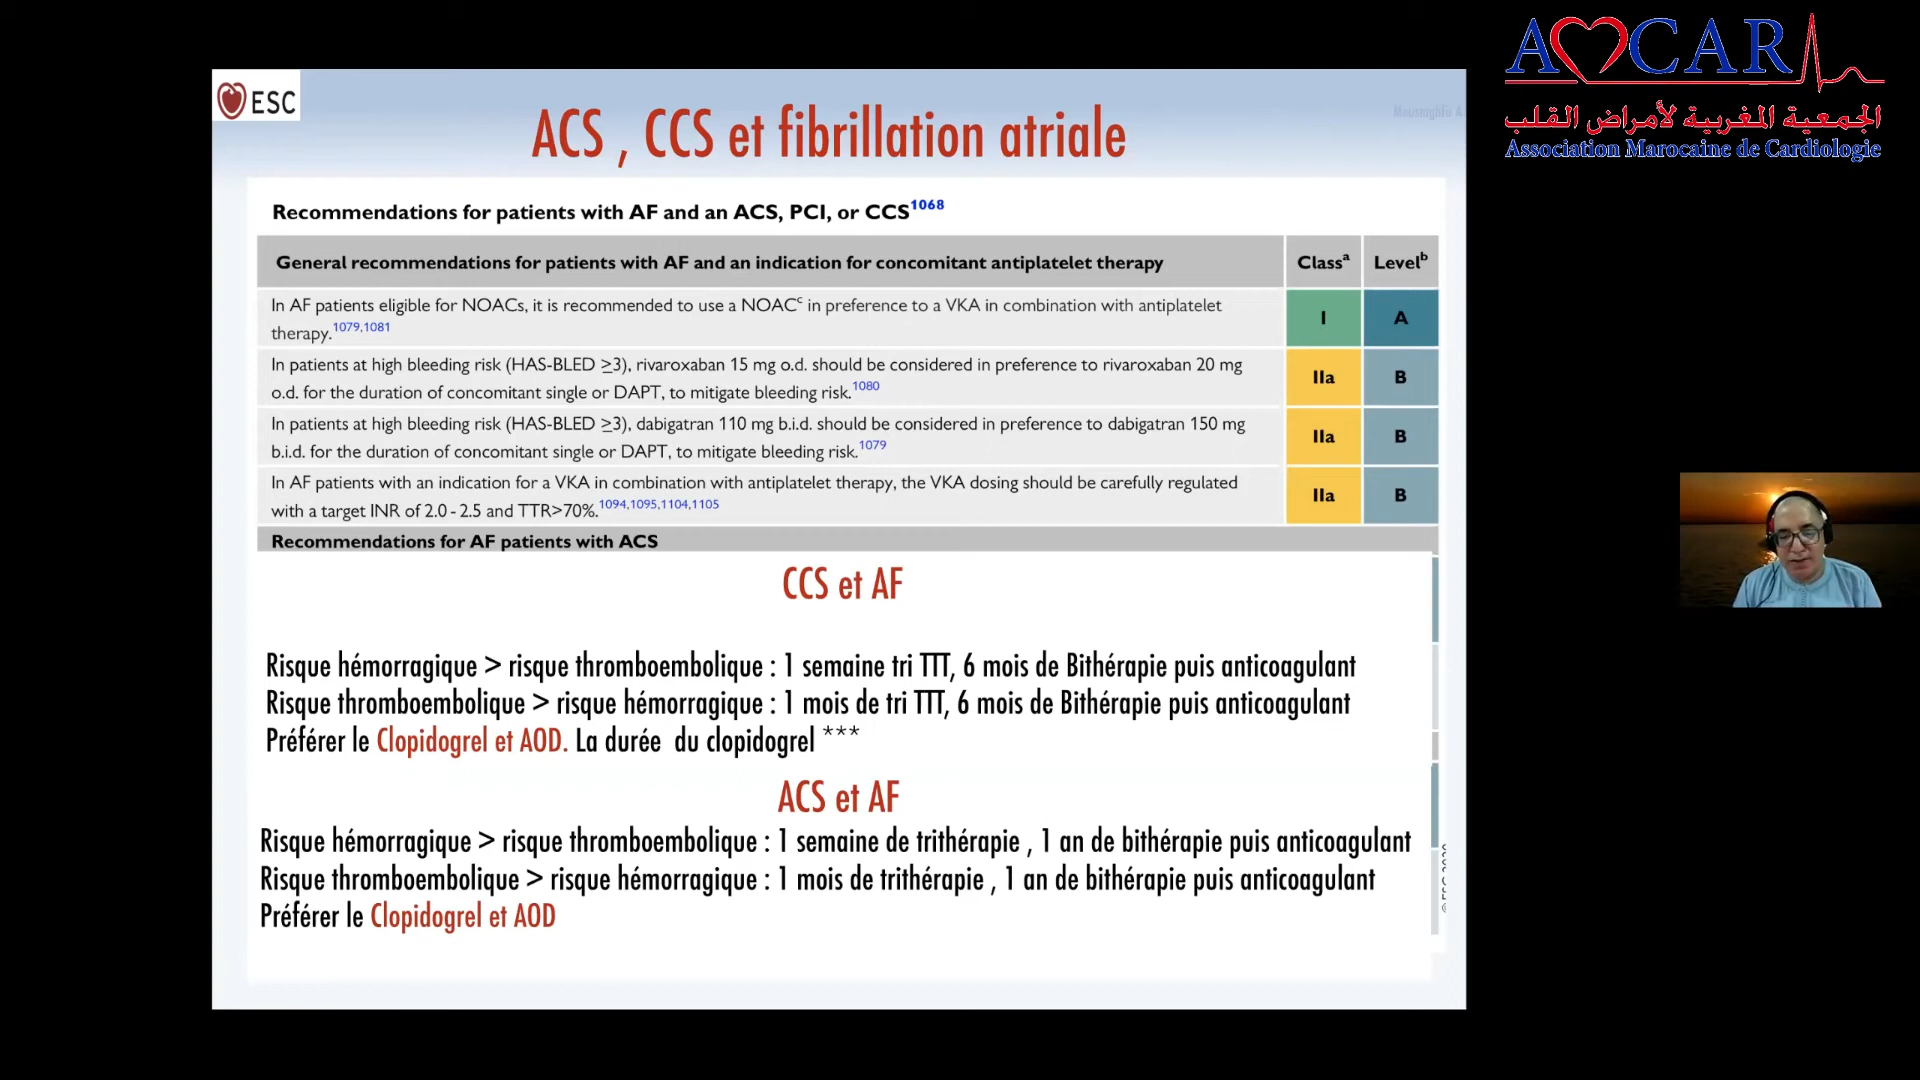 AMCAR
الجمعية المغربية لأمراض القلب
Association Marocaine de Cardiologie
ESC
ACS , CCS et fibrillation atriale
Recommendations for patients with AF and an ACS, PCI, or CCS1068
General recommendations for patients with AF and an indication for concomitant antiplatelet therapy Classa Levelb
In AF patients eligible for NOACs, it is recommended to use a NOACc in preference to a VKA in combination with antiplatelet
therapy.1079,1081
I A
In patients at high bleeding risk (HAS-BLED ≥3), rivaroxaban 15 mg o.d. should be considered in preference to rivaroxaban 20 mg
o.d. for the duration of concomitant single or DAPT, to mitigate bleeding risk.1080
IIa B
In patients at high bleeding risk (HAS-BLED ≥3), dabigatran 110 mg b.i.d. should be considered in preference to dabigatran 150 mg
b.i.d. for the duration of concomitant single or DAPT, to mitigate bleeding risk.1079
IIa B
In AF patients with an indication for a VKA in combination with antiplatelet therapy, the VKA dosing should be carefully regulated
with a target INR of 2.0 - 2.5 and TTR>70%.1094,1095,1104,1105
IIa B
Recommendations for AF patients with ACS
CCS et AF
Risque hémorragique > risque thromboembolique : 1 semaine tri TTT, 6 mois de Bithérapie puis anticoagulant
Risque thromboembolique > risque hémorragique : 1 mois de tri TTT, 6 mois de Bithérapie puis anticoagulant
Préférer le Clopidogrel et AOD. La durée du clopidogrel ***
ACS et AF
Risque hémorragique > risque thromboembolique : 1 semaine de trithérapie , 1 an de bithérapie puis anticoagulant
Risque thromboembolique > risque hémorragique : 1 mois de trithérapie , 1 an de bithérapie puis anticoagulant
Préférer le Clopidogrel et AOD